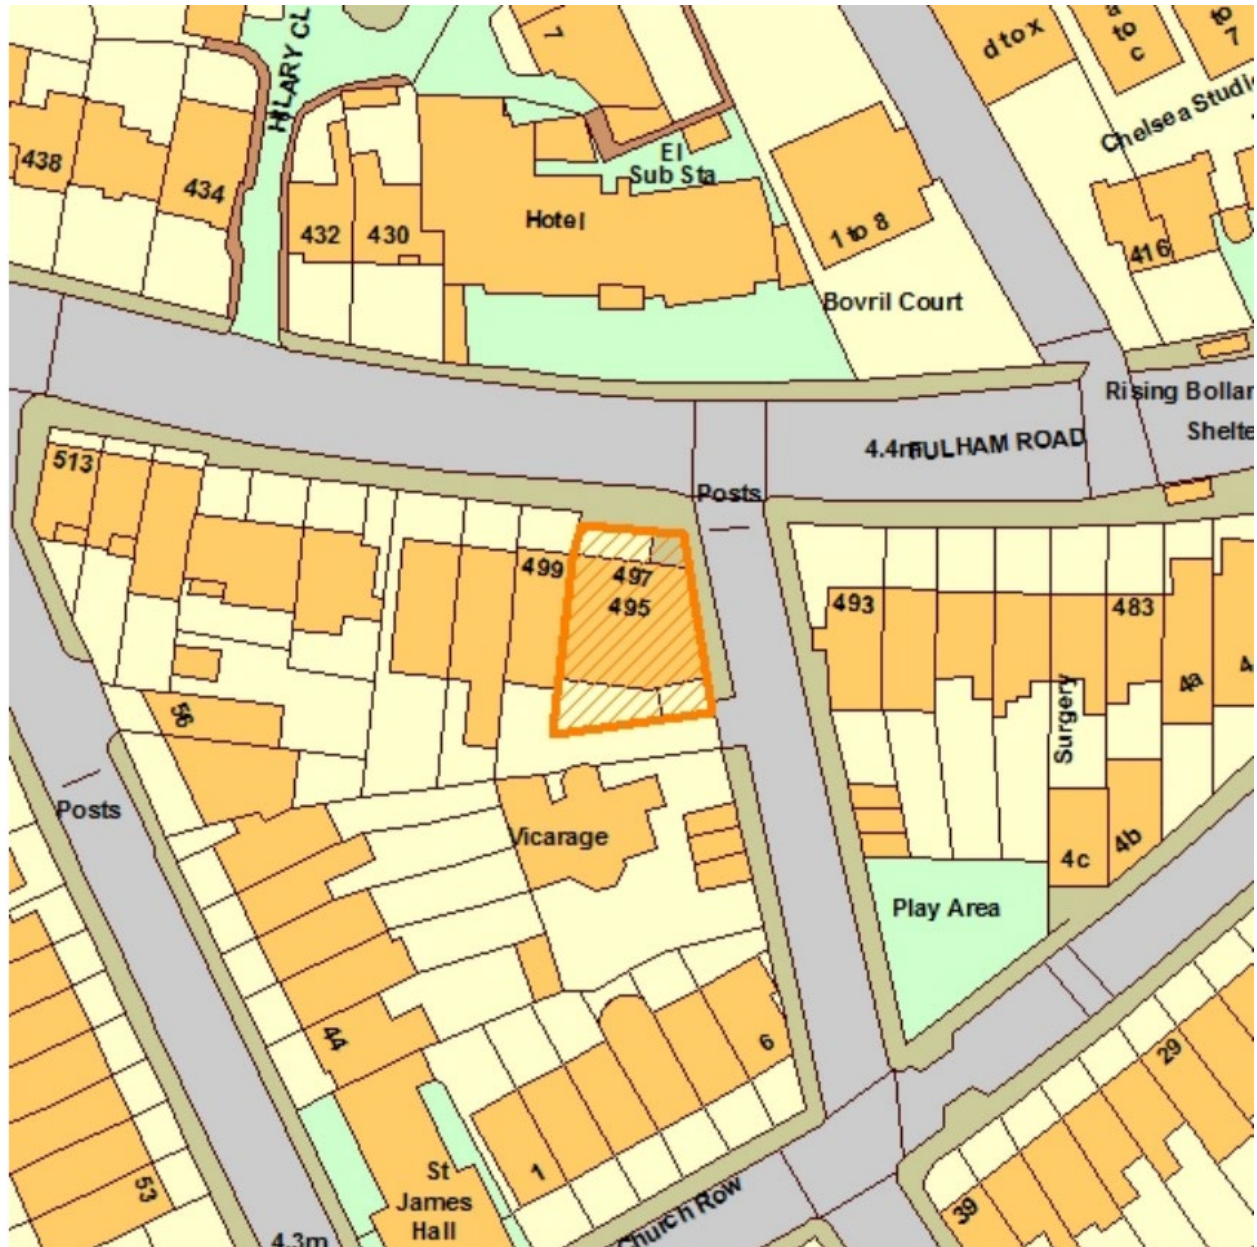 HILARY CL
7
d to x
a
to
c
to
7
Chelsea Studio
438
434
432
430
El
Sub Sta
Hotel
1 to 8
416
Bovril Court
Rising Bollar
Shelte
4.4m
FULHAM ROAD
Posts
513
499
497
495
493
483
4a
4
Surgery
56
Posts
Vicarage
4c
4b
Play Area
44
6
29
1
53
St
James
Hall
39
Church Row
4.3m